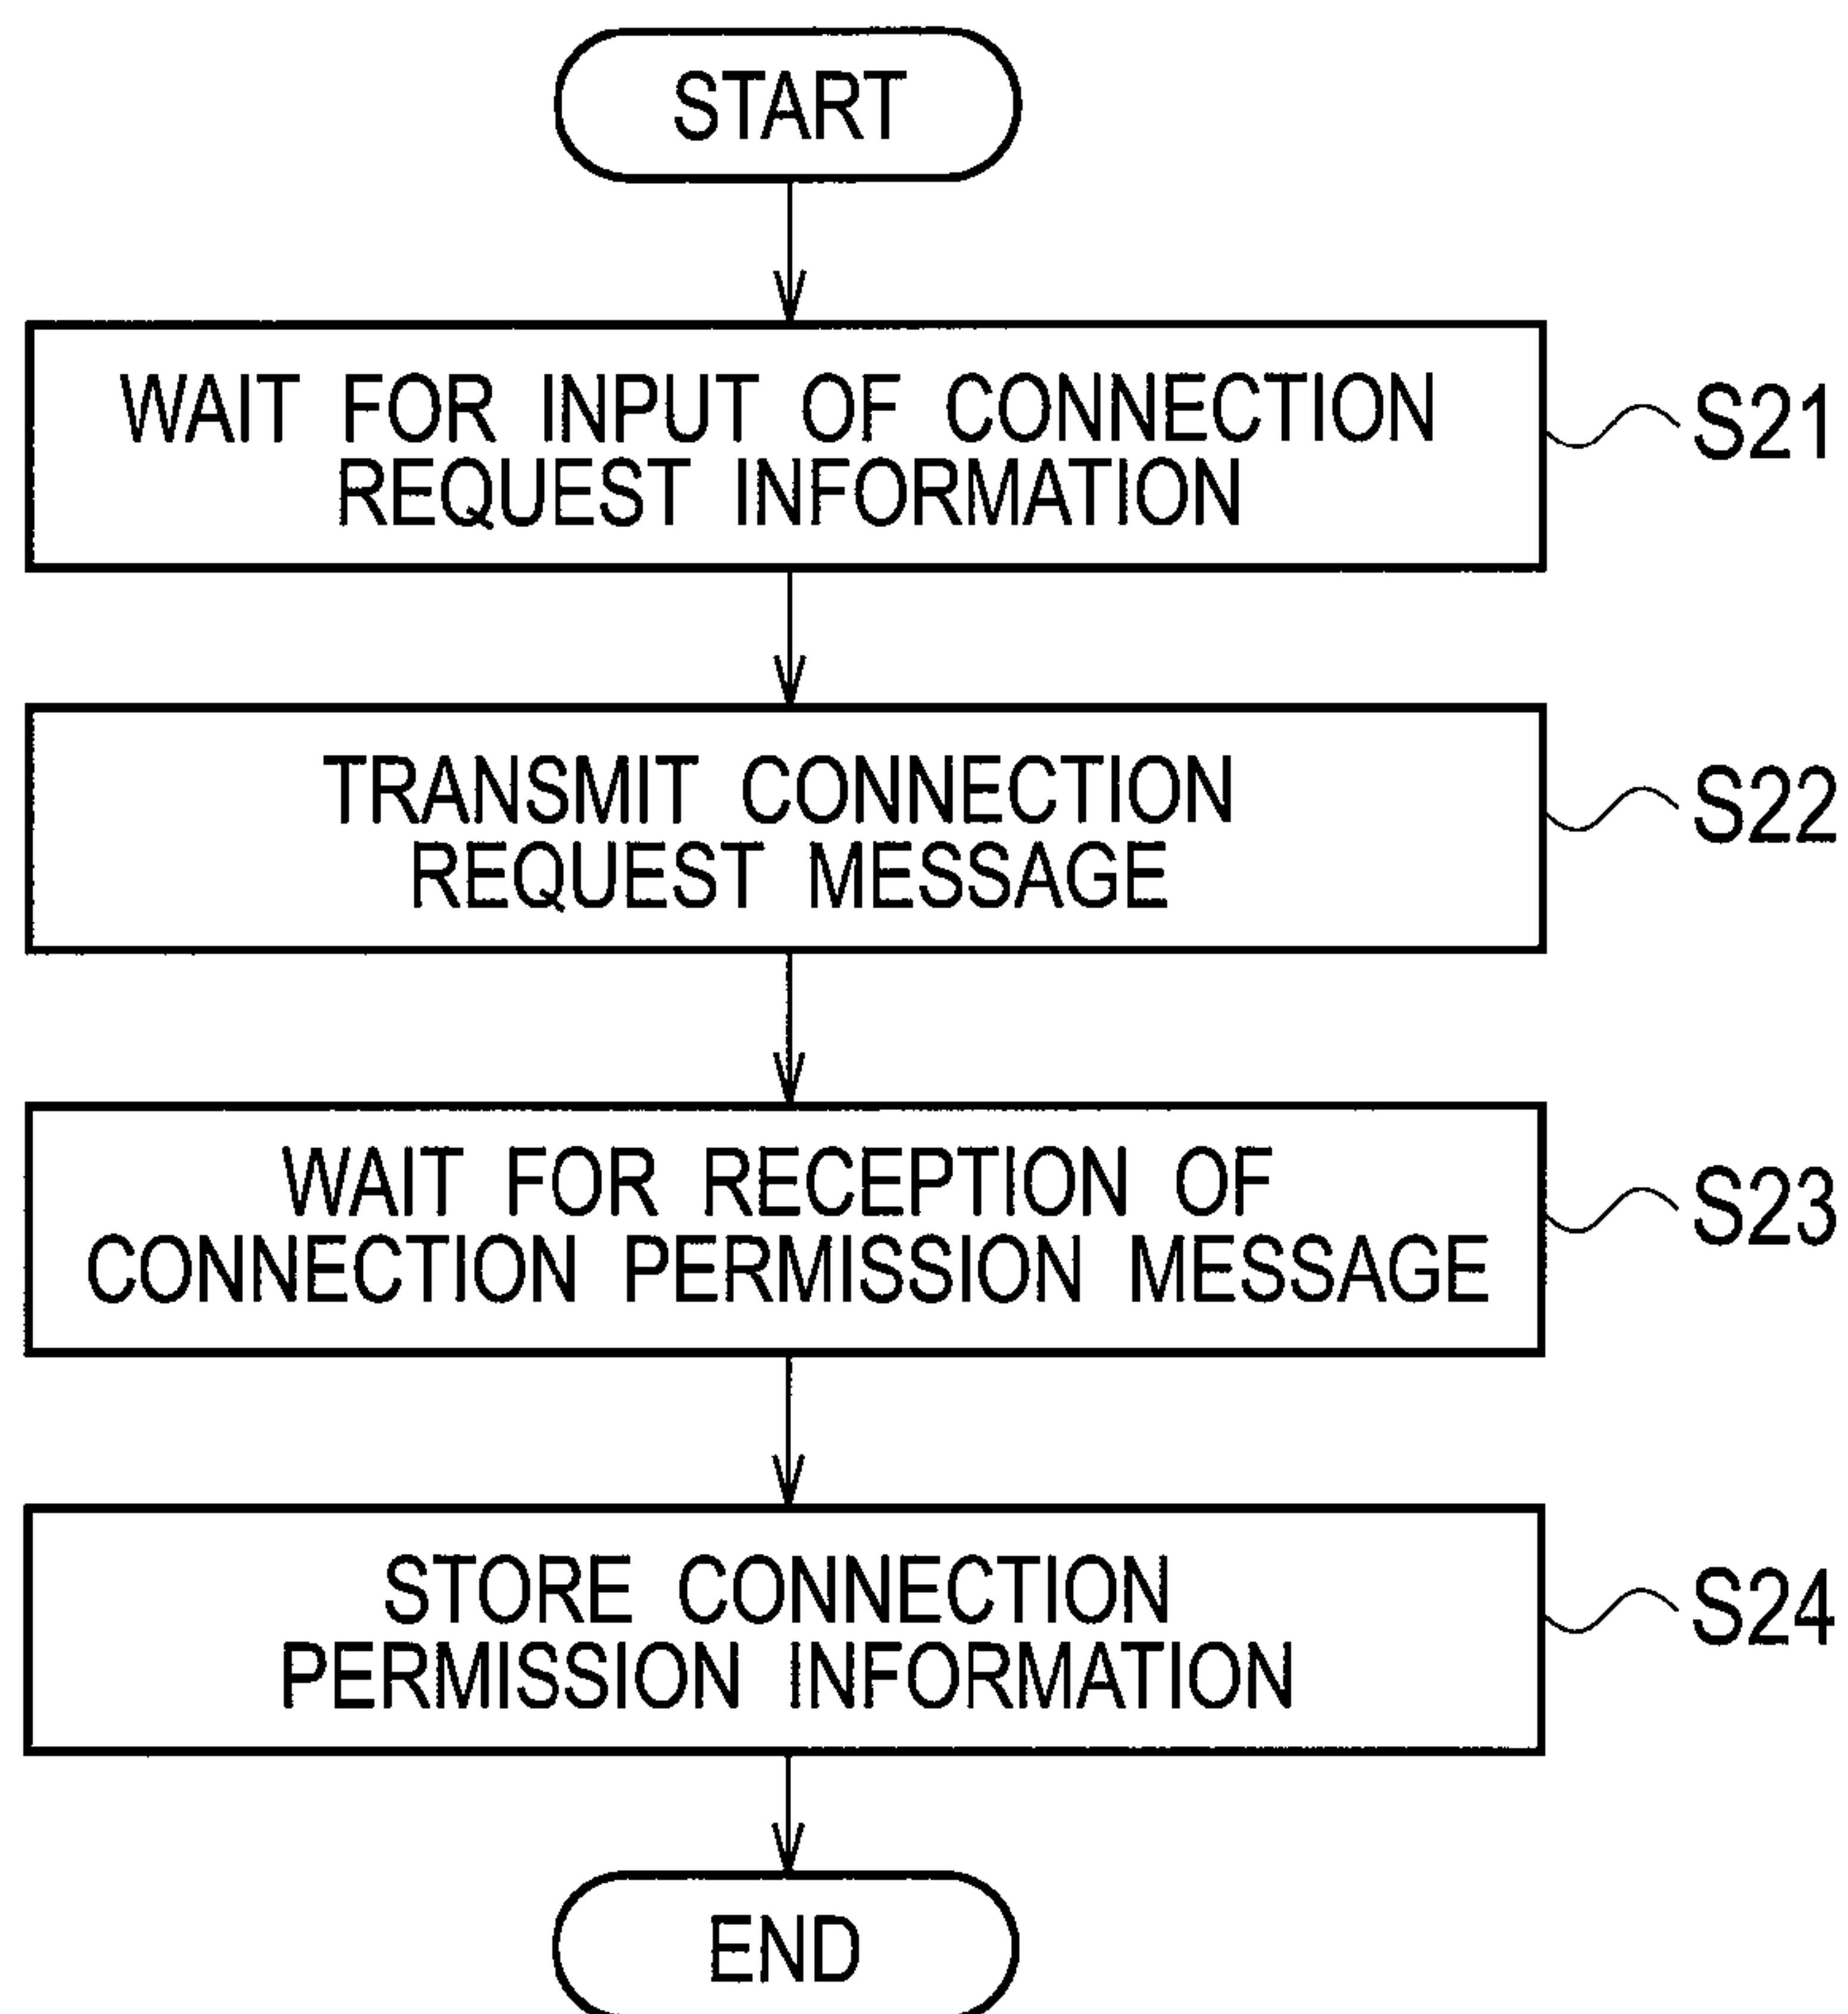 START
WAIT FOR INPUT OF CONNECTION
REQUEST INFORMATION
S21
TRANSMIT CONNECTION
REQUEST MESSAGE
S22
WAIT FOR RECEPTION OF
CONNECTION PERMISSION MESSAGE
S23
STORE CONNECTION
PERMISSION INFORMATION
S24
END